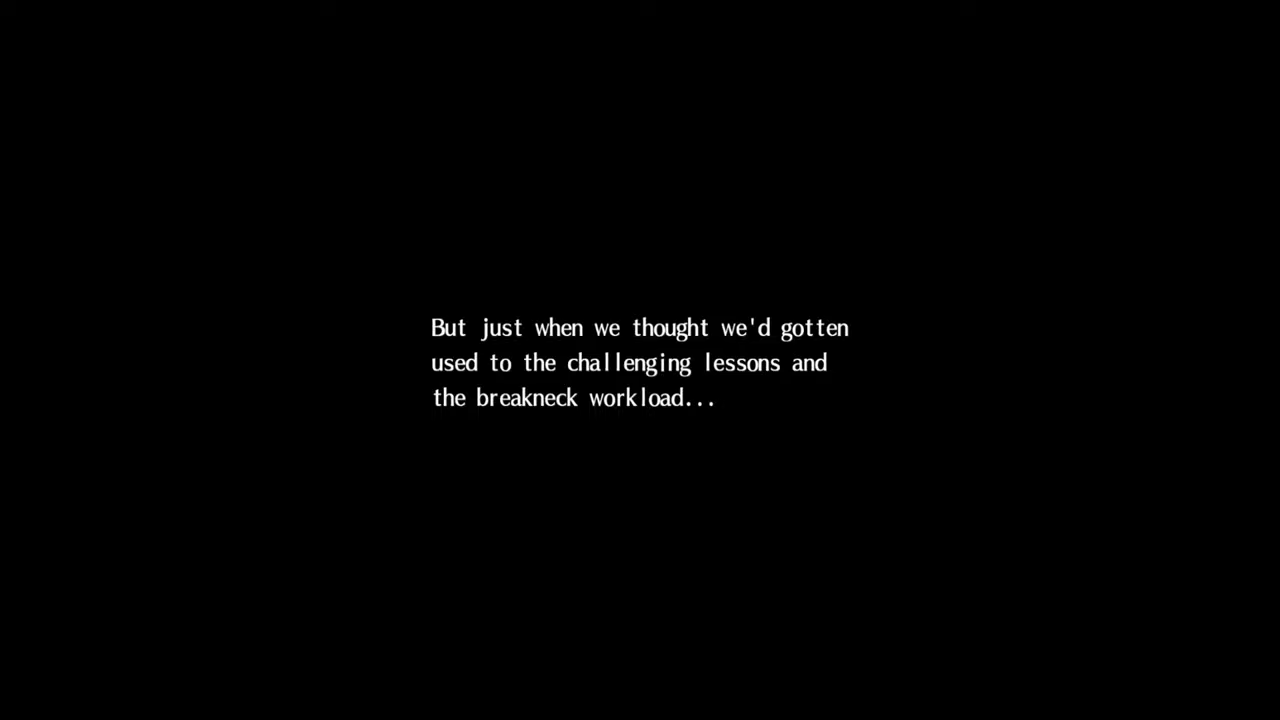 But just when we thought we'd gotten
used to the challenging lessons and
the breakneck workload...